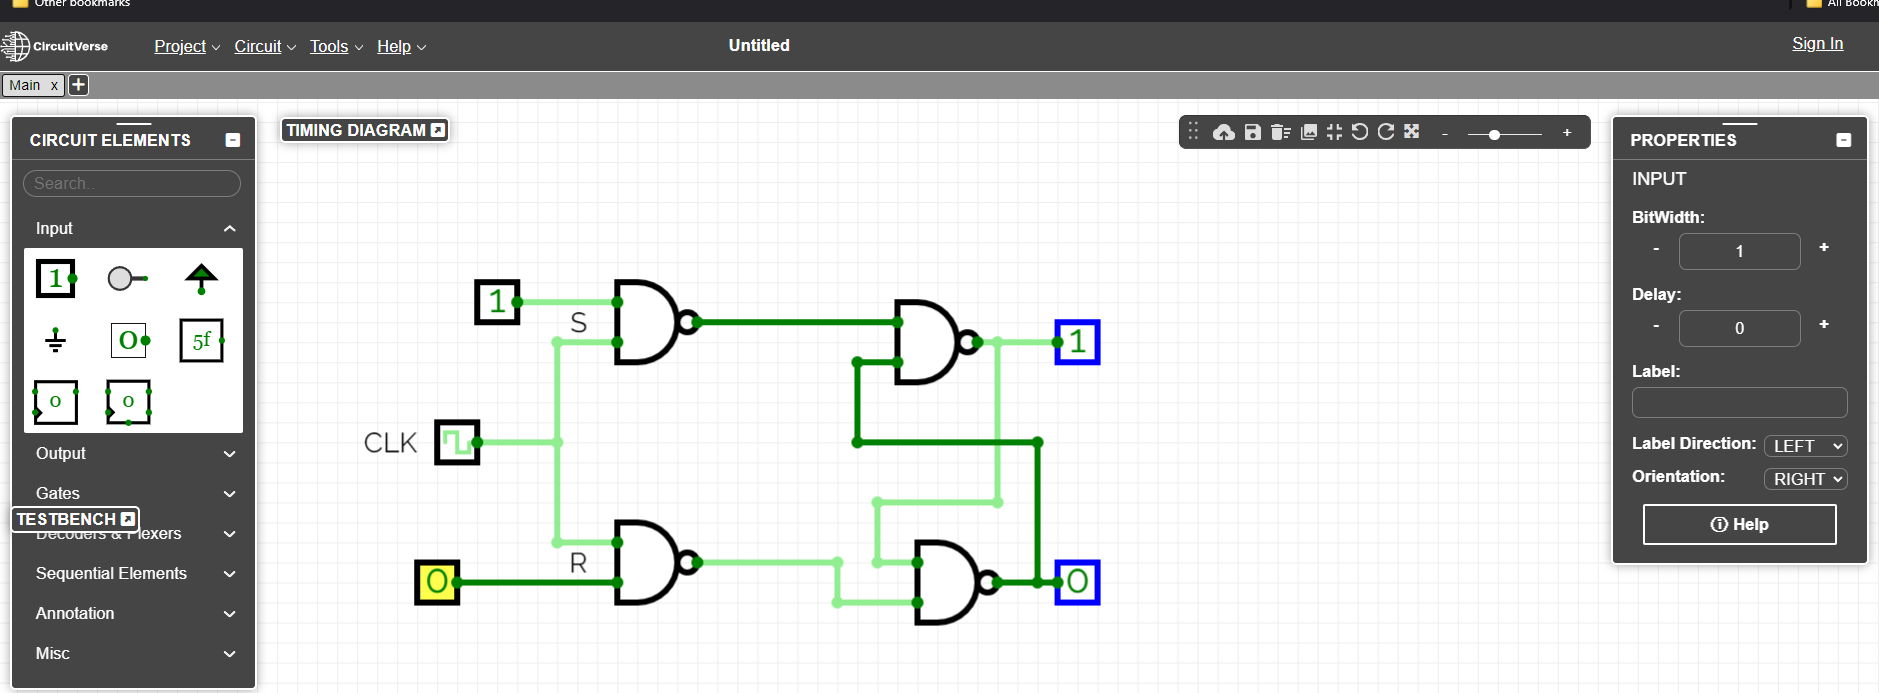 Other bookmarks
All Bookm
CircuitVerse
Project
Circuit
Tools
Help
Untitled
Sign In
Main x +
CIRCUIT ELEMENTS
Search..
Input
1
0
5f
0
0
Output
Gates
TESTBENCH
Decoders & Plexers
Sequential Elements
Annotation
Misc
TIMING DIAGRAM
- +
1
S
CLK
R
0
1
0
PROPERTIES
INPUT
BitWidth:
- 1 +
Delay:
- 0 +
Label:
Label Direction: LEFT
Orientation: RIGHT
Help